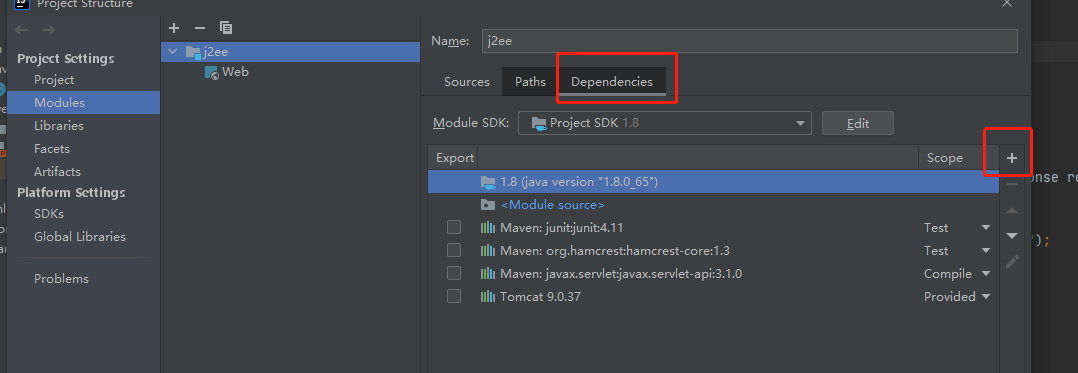 Project Structure
Project Settings
Project
Modules
Libraries
Facets
Artifacts
Platform Settings
SDKs
Global Libraries
Problems
j2ee
Web
Name: j2ee
Sources Paths Dependencies
Module SDK: Project SDK 1.8 Edit
Export Scope
1.8 (java version "1.8.0_65")
<Module source>
Maven: junit:junit:4.11 Test
Maven: org.hamcrest:hamcrest-core:1.3 Test
Maven: javax.servlet:javax.servlet-api:3.1.0 Compile
Tomcat 9.0.37 Provided
onse re
");